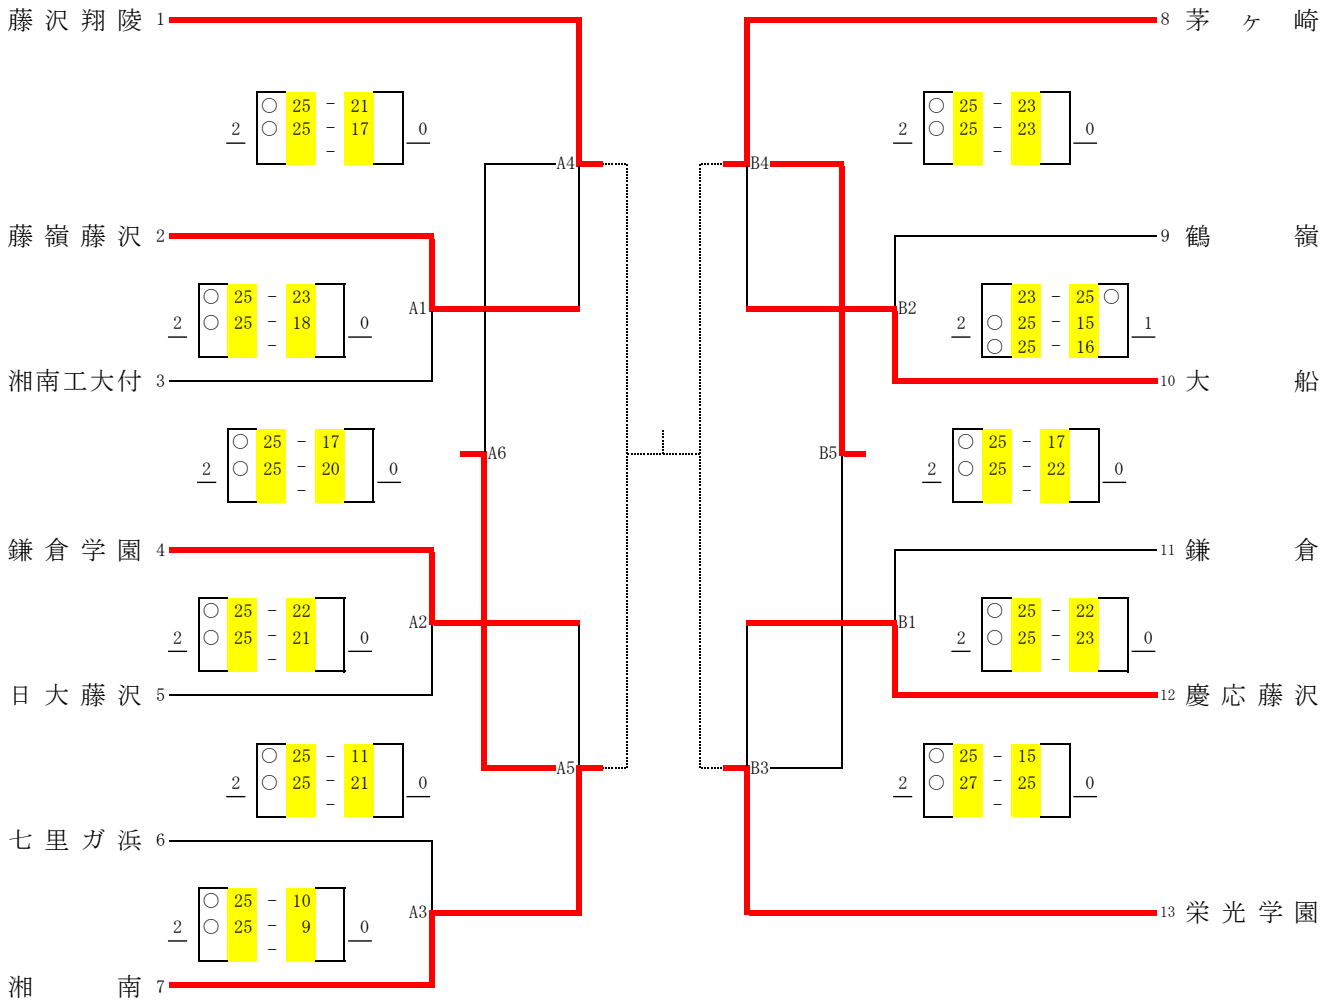 藤沢翔陵 1
8 茅ヶ崎
○ 25 - 21
2 ○ 25 - 17 0
-
○ 25 - 23
2 ○ 25 - 23 0
-
A4
B4
藤嶺藤沢 2
9 鶴嶺
○ 25 - 23
2 ○ 25 - 18 0
-
A1
B2
23 - 25 ○
2 ○ 25 - 15 1
○ 25 - 16
湘南工大付 3
10 大船
○ 25 - 17
2 ○ 25 - 20 0
-
A6
B5
○ 25 - 17
2 ○ 25 - 22 0
-
鎌倉学園 4
11 鎌倉
○ 25 - 22
2 ○ 25 - 21 0
-
A2
B1
○ 25 - 22
2 ○ 25 - 23 0
-
日大藤沢 5
12 慶応藤沢
○ 25 - 11
2 ○ 25 - 21 0
-
A5
B3
○ 25 - 15
2 ○ 27 - 25 0
-
七里ガ浜 6
○ 25 - 10
2 ○ 25 - 9 0
-
A3
13 栄光学園
湘南 7